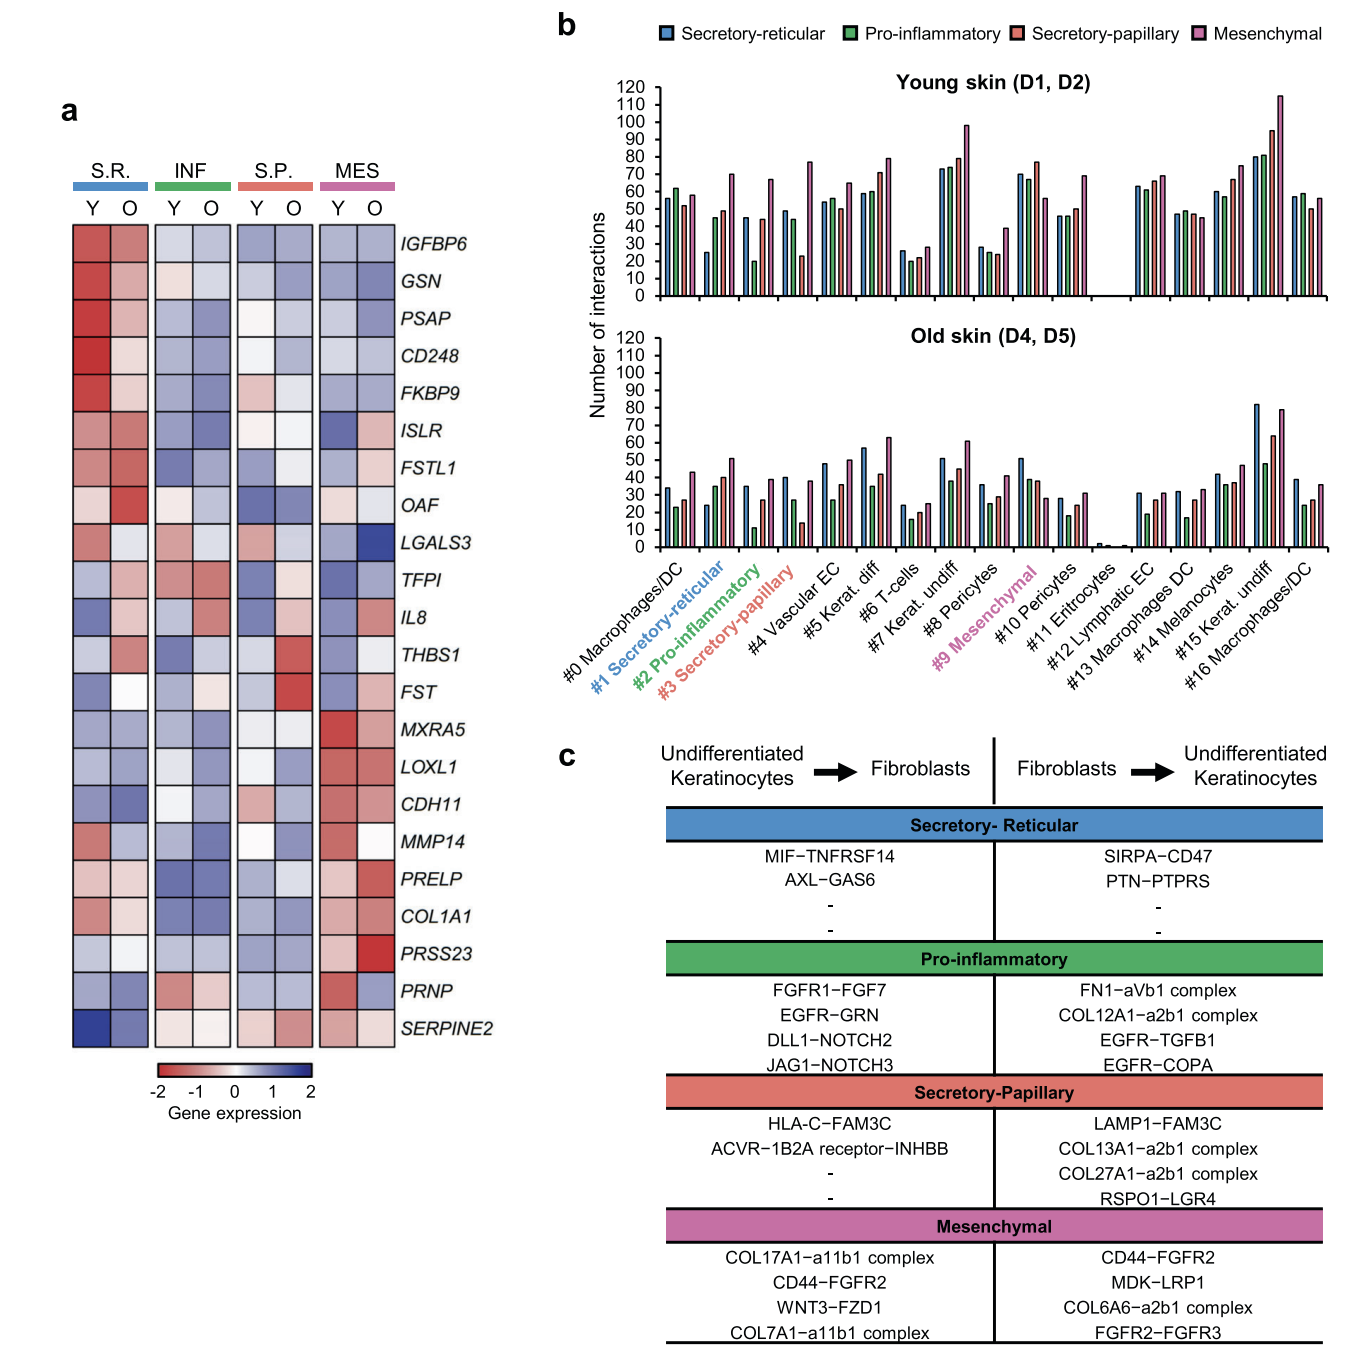 a
S.R. INF S.P. MES
Y O Y O Y O Y O
IGFBP6
GSN
PSAP
CD248
FKBP9
ISLR
FSTL1
OAF
LGALS3
TFPI
IL8
THBS1
FST
MXRA5
LOXL1
CDH11
MMP14
PRELP
COL1A1
PRSS23
PRNP
SERPINE2
-2 -1 0 1 2
Gene expression
b
Secretory-reticular Pro-inflammatory Secretory-papillary Mesenchymal
Young skin (D1, D2)
120
110
100
90
80
70
60
50
40
30
20
10
0
Number of interactions
Old skin (D4, D5)
120
110
100
90
80
70
60
50
40
30
20
10
0
#0 Macrophages/DC
#1 Secretory-reticular
#2 Pro-inflammatory
#3 Secretory-papillary
#4 Vascular EC
#5 Kerat. diff
#6 T-cells
#7 Kerat. undiff
#8 Pericytes
#9 Mesenchymal
#10 Pericytes
#11 Eritrocytes
#12 Lymphatic EC
#13 Macrophages DC
#14 Melanocytes
#15 Kerat. undiff
#16 Macrophages/DC
c
Undifferentiated Keratinocytes → Fibroblasts
Fibroblasts → Undifferentiated Keratinocytes
Secretory- Reticular
MIF−TNFRSF14 SIRPA−CD47
AXL−GAS6 PTN−PTPRS
- -
- -
Pro-inflammatory
FGFR1−FGF7 FN1−aVb1 complex
EGFR−GRN COL12A1−a2b1 complex
DLL1−NOTCH2 EGFR−TGFB1
JAG1−NOTCH3 EGFR−COPA
Secretory-Papillary
HLA-C−FAM3C LAMP1−FAM3C
ACVR−1B2A receptor−INHBB COL13A1−a2b1 complex
- COL27A1−a2b1 complex
- RSPO1−LGR4
Mesenchymal
COL17A1−a11b1 complex CD44−FGFR2
CD44−FGFR2 MDK−LRP1
WNT3−FZD1 COL6A6−a2b1 complex
COL7A1−a11b1 complex FGFR2−FGFR3